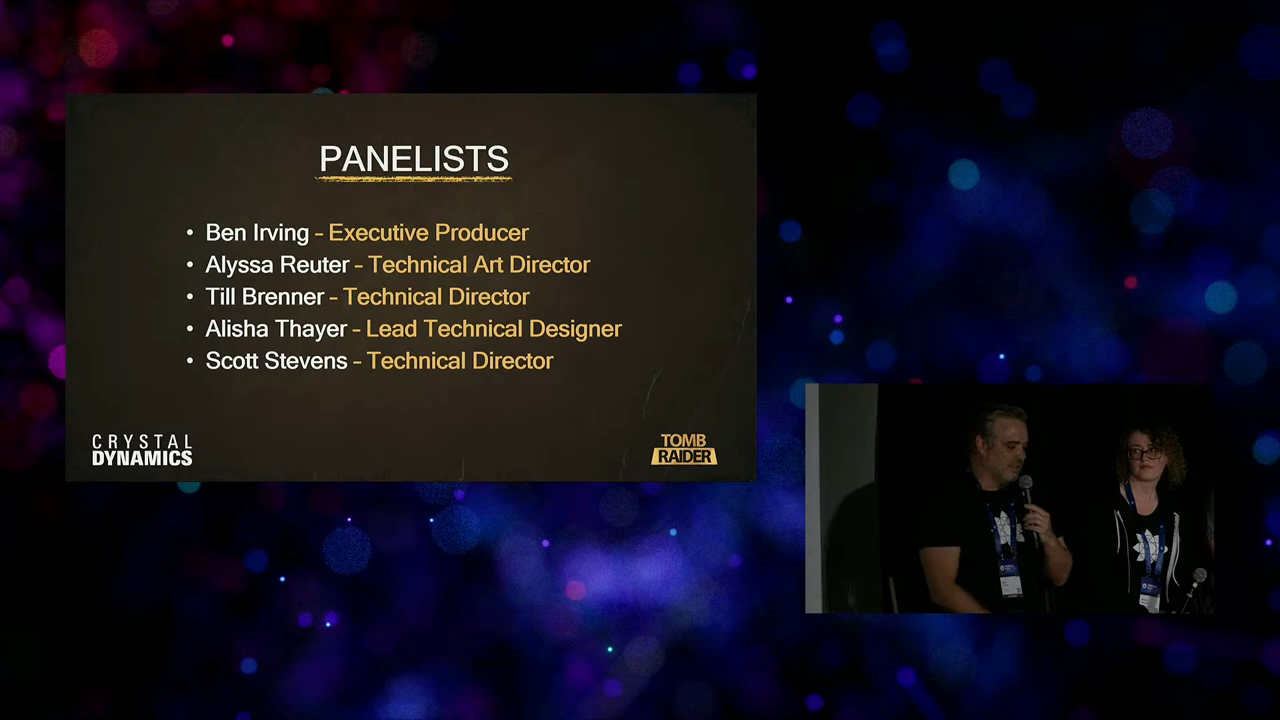 PANELISTS
• Ben Irving – Executive Producer
• Alyssa Reuter – Technical Art Director
• Till Brenner – Technical Director
• Alisha Thayer – Lead Technical Designer
• Scott Stevens – Technical Director
CRYSTAL
DYNAMICS
TOMB
RAIDER